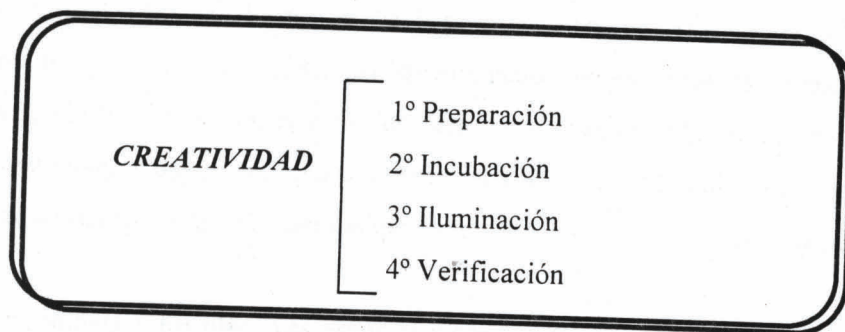 CREATIVIDAD
1º Preparación
2º Incubación
3º Iluminación
4º Verificación